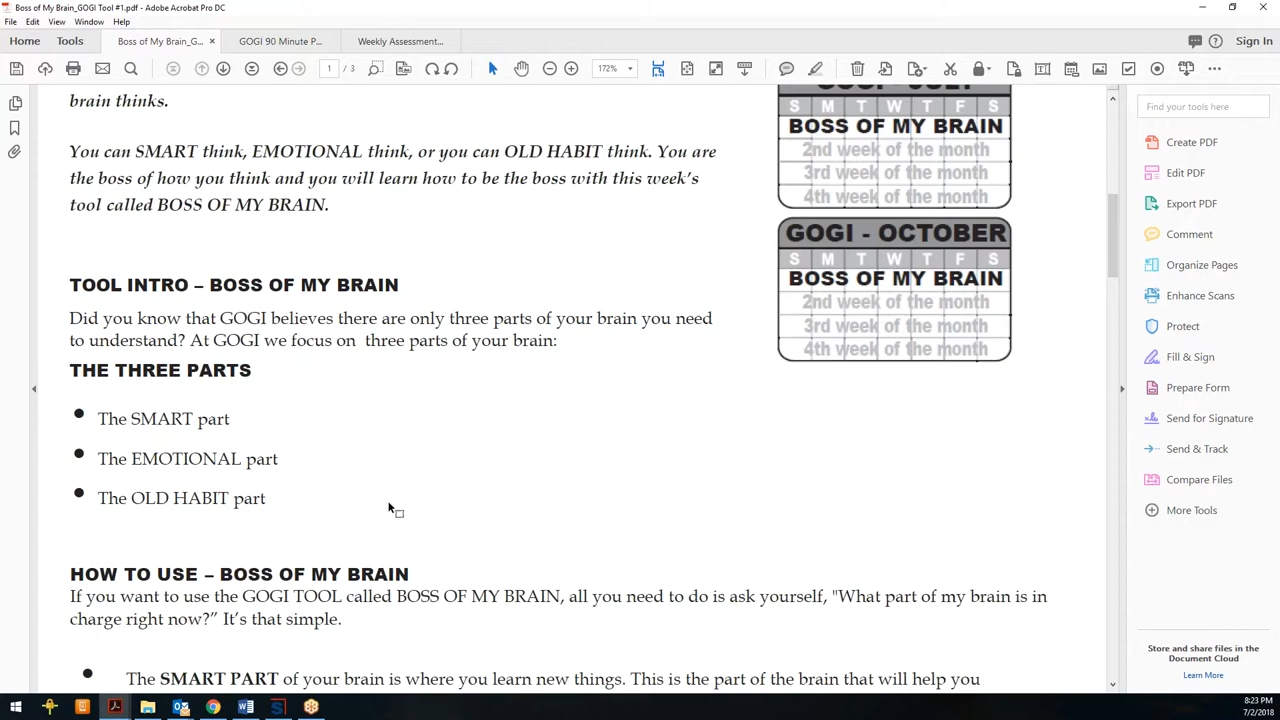 Boss of My Brain_GOGI Tool #1.pdf - Adobe Acrobat Pro DC
File Edit View Window Help
Home Tools Boss of My Brain_G... × GOGI 90 Minute P... Weekly Assessment... Sign In
1 / 3 172%
brain thinks.
You can SMART think, EMOTIONAL think, or you can OLD HABIT think. You are
the boss of how you think and you will learn how to be the boss with this week's
tool called BOSS OF MY BRAIN.
GOGI - JULY
S M T W T F S
BOSS OF MY BRAIN
2nd week of the month
3rd week of the month
4th week of the month
GOGI - OCTOBER
S M T W T F S
BOSS OF MY BRAIN
2nd week of the month
3rd week of the month
4th week of the month
TOOL INTRO – BOSS OF MY BRAIN
Did you know that GOGI believes there are only three parts of your brain you need
to understand? At GOGI we focus on  three parts of your brain:
THE THREE PARTS
• The SMART part
• The EMOTIONAL part
• The OLD HABIT part
HOW TO USE – BOSS OF MY BRAIN
If you want to use the GOGI TOOL called BOSS OF MY BRAIN, all you need to do is ask yourself, "What part of my brain is in
charge right now?” It’s that simple.
• The SMART PART of your brain is where you learn new things. This is the part of the brain that will help you
Find your tools here
Create PDF
Edit PDF
Export PDF
Comment
Organize Pages
Enhance Scans
Protect
Fill & Sign
Prepare Form
Send for Signature
Send & Track
Compare Files
More Tools
Store and share files in the
Document Cloud
Learn More
8:23 PM
7/2/2018